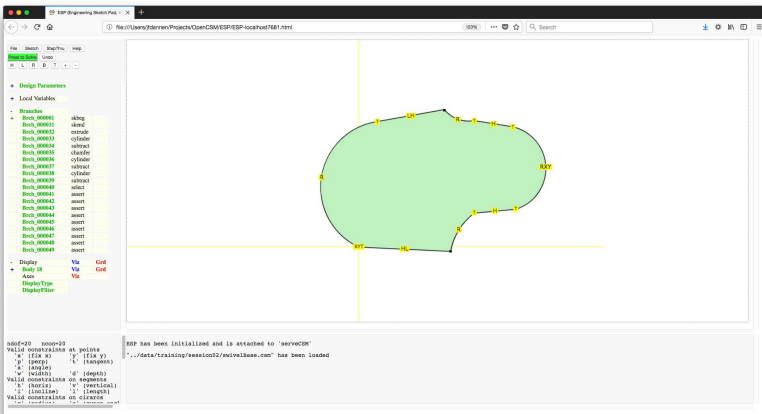 ESP (Engineering Sketch Pad)
file:///Users/jfdannen/Projects/OpenCSM/ESP/ESP-localhost7681.html
120%
Search
File Sketch StepThru Help
Press to Solve Undo
H L R B T + -
+ Design Parameters
+ Local Variables
- Branches
+ Brch_000001 skbeg
Brch_000031 skend
Brch_000032 extrude
Brch_000033 cylinder
Brch_000034 subtract
Brch_000035 chamfer
Brch_000036 cylinder
Brch_000037 subtract
Brch_000038 cylinder
Brch_000039 subtract
Brch_000040 select
Brch_000041 assert
Brch_000042 assert
Brch_000043 assert
Brch_000044 assert
Brch_000045 assert
Brch_000046 assert
Brch_000047 assert
Brch_000048 assert
Brch_000049 assert
- Display Viz Grd
+ Body 18 Viz Grd
Axes Viz
DisplayType
DisplayFilter
T LH R T H T
R RXY
T H T
R
XYT HL
ndof=20 ncon=20
Valid constraints at points
'x' (fix x) 'y' (fix y)
'p' (perp) 't' (tangent)
'a' (angle)
'w' (width) 'd' (depth)
Valid constraints on segments
'h' (horiz) 'v' (vertical)
'i' (incline) 'l' (length)
Valid constraints on cirarcs
ESP has been initialized and is attached to 'serveCSM'
"../data/training/session02/swivelBase.csm" has been loaded